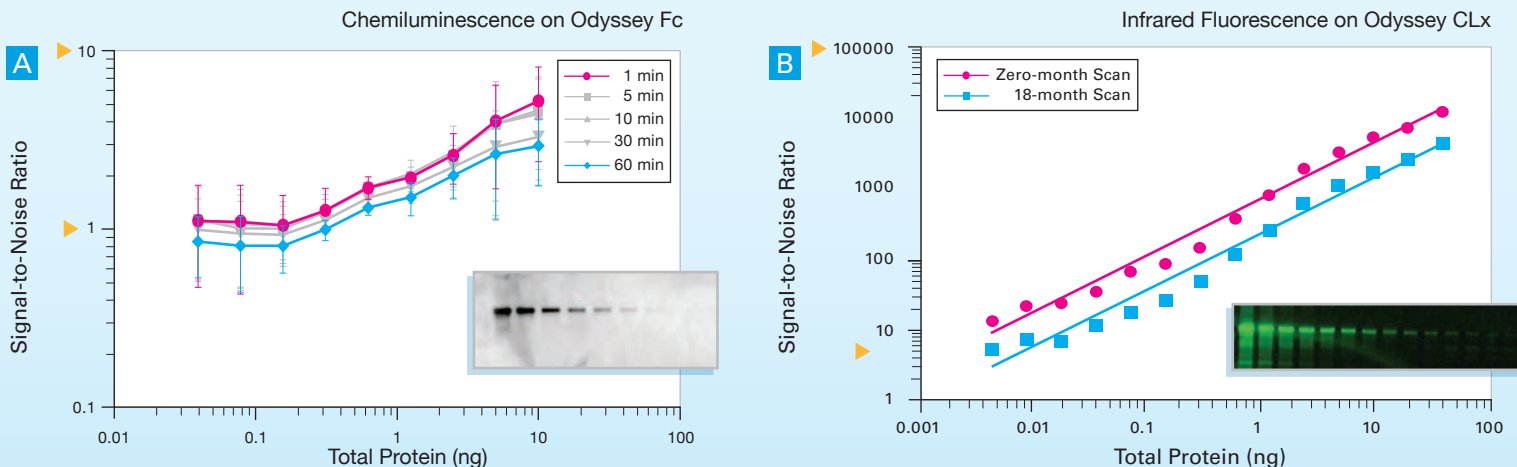 Chemiluminescence on Odyssey Fc
A
Signal-to-Noise Ratio
10
1
0.1
1 min
5 min
10 min
30 min
60 min
0.01 0.1 1 10 100
Total Protein (ng)
Infrared Fluorescence on Odyssey CLx
B
Signal-to-Noise Ratio
100000
10000
1000
100
10
1
Zero-month Scan
18-month Scan
0.001 0.01 0.1 1 10 100
Total Protein (ng)